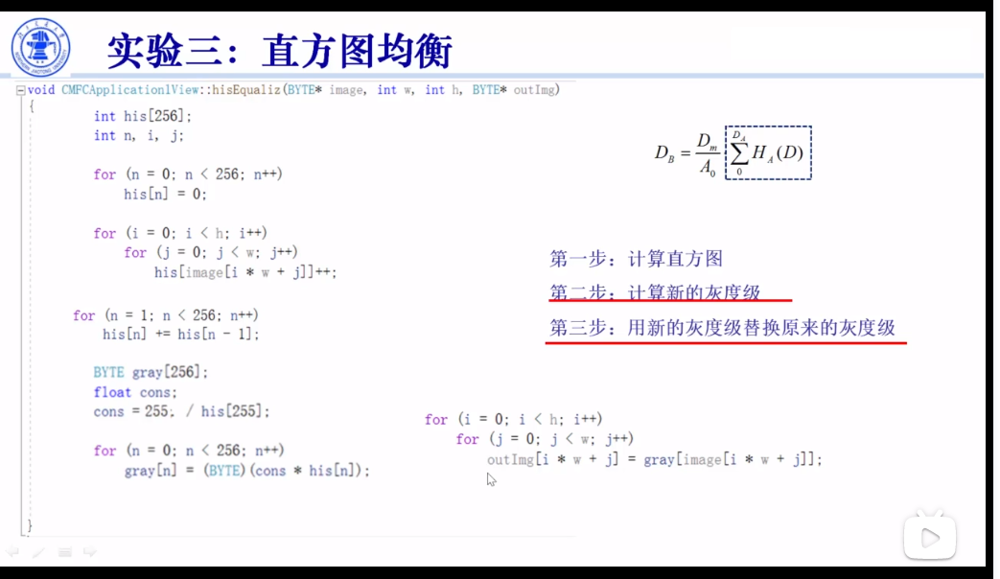 实验三：直方图均衡
void CMFCApplication1View::hisEqualiz(BYTE* image, int w, int h, BYTE* outImg)
{
int his[256];
int n, i, j;
for (n = 0; n < 256; n++)
his[n] = 0;
for (i = 0; i < h; i++)
for (j = 0; j < w; j++)
his[image[i * w + j]]++;
for (n = 1; n < 256; n++)
his[n] += his[n - 1];
BYTE gray[256];
float cons;
cons = 255. / his[255];
for (n = 0; n < 256; n++)
gray[n] = (BYTE)(cons * his[n]);
}
D_B = D_m / A_0 ∑_0^{D_A} H_A(D)
第一步：计算直方图
第二步：计算新的灰度级
第三步：用新的灰度级替换原来的灰度级
for (i = 0; i < h; i++)
for (j = 0; j < w; j++)
outImg[i * w + j] = gray[image[i * w + j]];